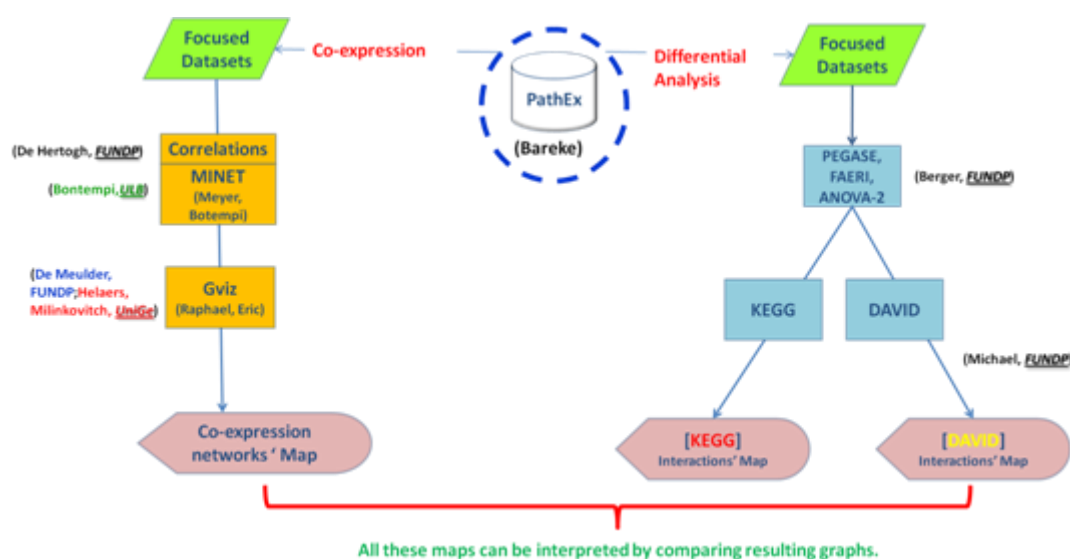 Focused
Datasets
Co-expression
PathEx
(Bareke)
Differential
Analysis
Focused
Datasets
(De Hertogh, FUNDP)
Correlations
(Bontempi,ULB)
MINET
(Meyer,
Botempi)
PEGASE,
FAERI,
ANOVA-2
(Berger, FUNDP)
(De Meulder,
FUNDP;Helaers,
Milinkovitch, UniGe)
Gviz
(Raphael, Eric)
KEGG
DAVID
(Michael, FUNDP)
Co-expression
networks ‘ Map
[KEGG]
Interactions’ Map
[DAVID]
Interactions’ Map
All these maps can be interpreted by comparing resulting graphs.